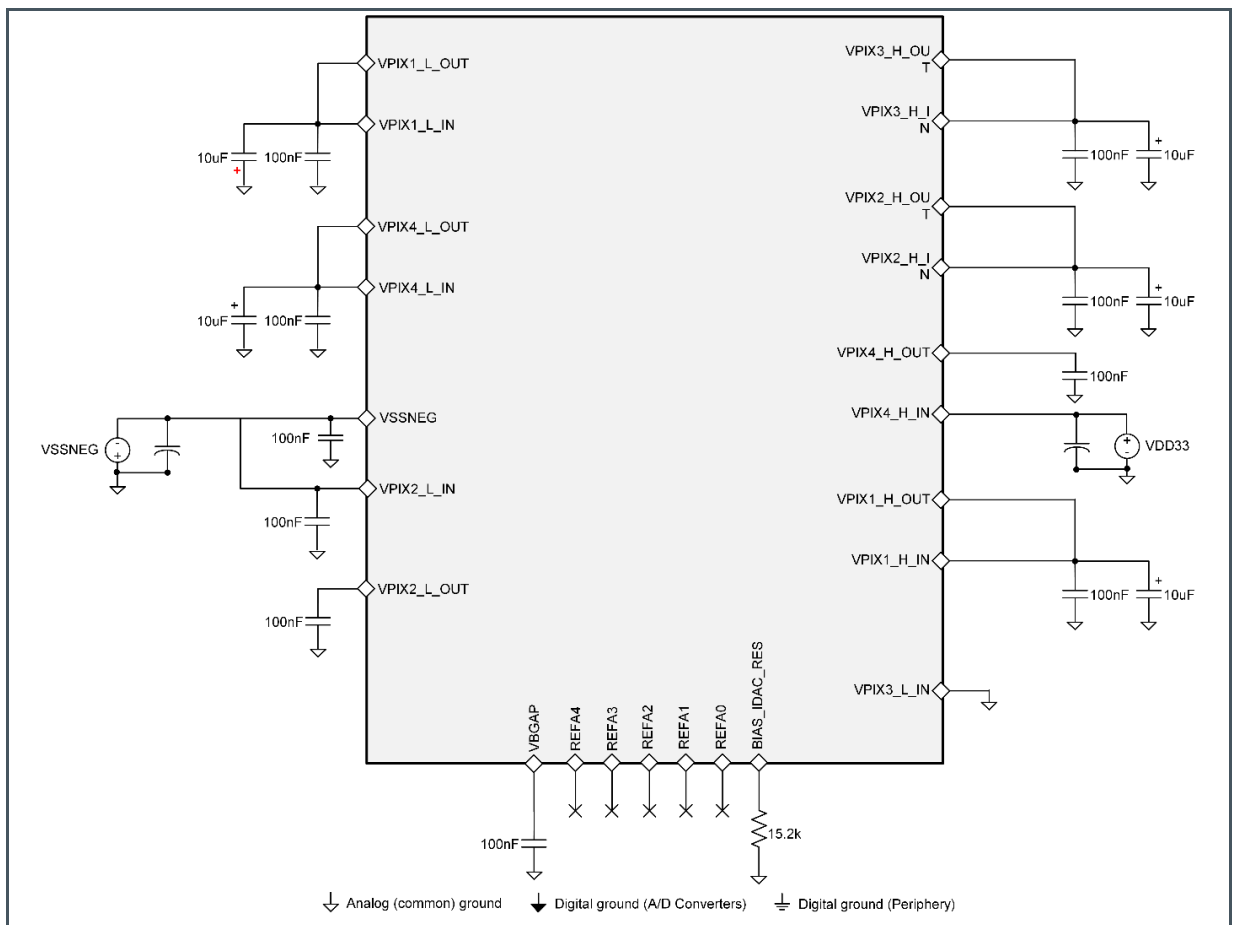 VPIX1_L_OUT
VPIX1_L_IN
10uF
+
100nF
VPIX4_L_OUT
VPIX4_L_IN
+
10uF
100nF
VSSNEG
-
+
VSSNEG
100nF
VPIX2_L_IN
100nF
VPIX2_L_OUT
100nF
VPIX3_H_OU
T
VPIX3_H_I
N
100nF
+
10uF
VPIX2_H_OU
T
VPIX2_H_I
N
100nF
+
10uF
VPIX4_H_OUT
100nF
VPIX4_H_IN
+
-
VDD33
VPIX1_H_OUT
VPIX1_H_IN
100nF
+
10uF
VPIX3_L_IN
VBGAP
REFA4
REFA3
REFA2
REFA1
REFA0
BIAS_IDAC_RES
100nF
15.2k
Analog (common) ground
Digital ground (A/D Converters)
Digital ground (Periphery)